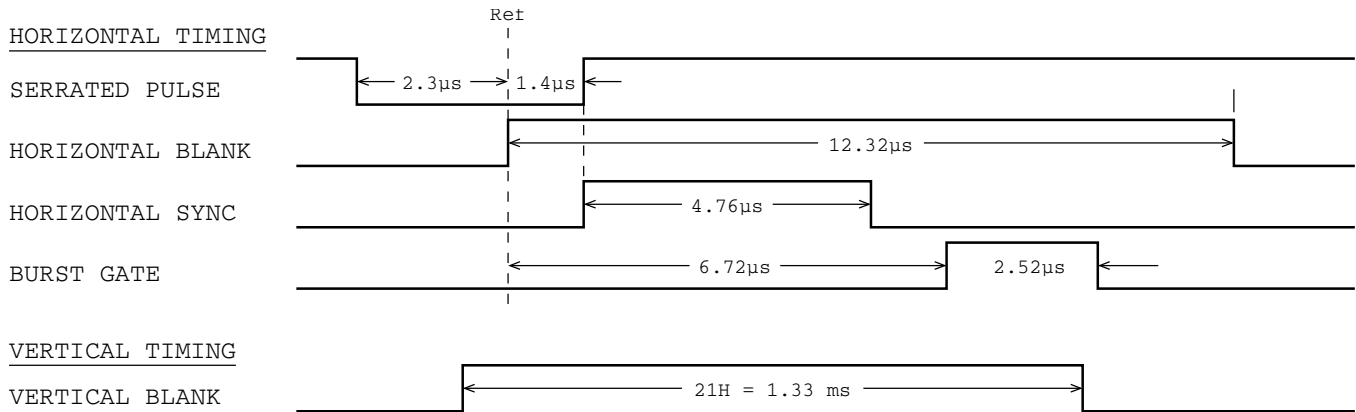 Ref
HORIZONTAL TIMING
SERRATED PULSE
2.3µs
1.4µs
HORIZONTAL BLANK
12.32µs
HORIZONTAL SYNC
4.76µs
BURST GATE
6.72µs
2.52µs
VERTICAL TIMING
VERTICAL BLANK
21H = 1.33 ms